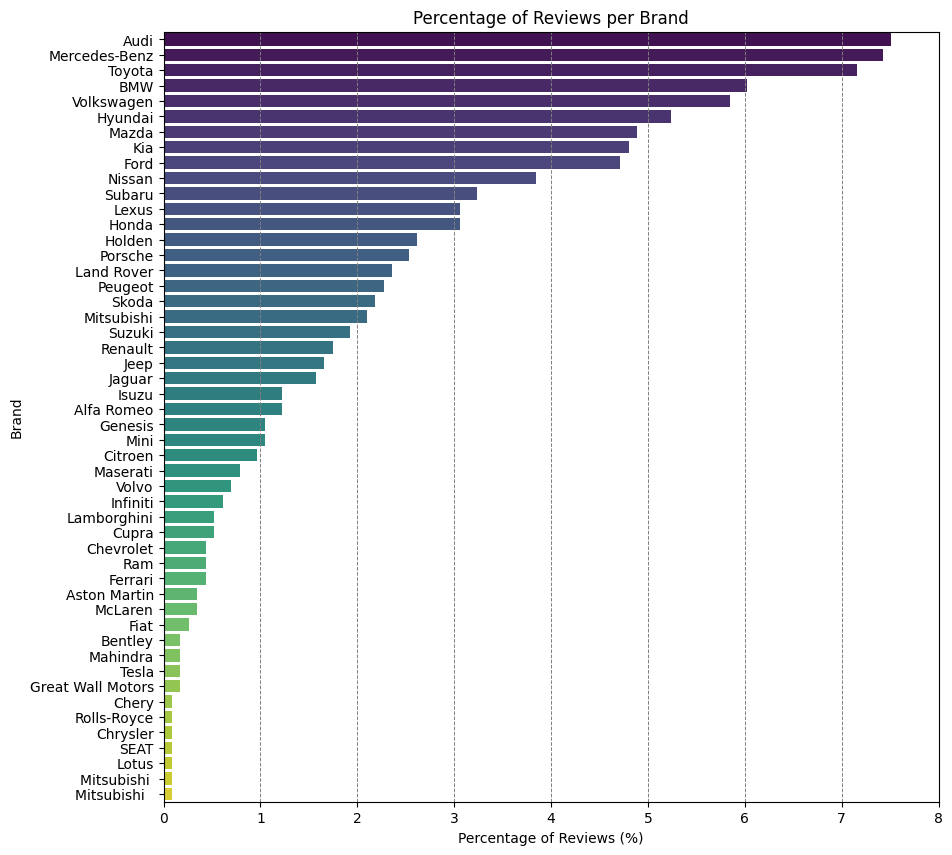 Percentage of Reviews per Brand
Audi
Mercedes-Benz
Toyota
BMW
Volkswagen
Hyundai
Mazda
Kia
Ford
Nissan
Subaru
Lexus
Honda
Holden
Porsche
Land Rover
Peugeot
Skoda
Mitsubishi
Suzuki
Renault
Jeep
Jaguar
Isuzu
Alfa Romeo
Genesis
Mini
Citroen
Maserati
Volvo
Infiniti
Lamborghini
Cupra
Chevrolet
Ram
Ferrari
Aston Martin
McLaren
Fiat
Bentley
Mahindra
Tesla
Great Wall Motors
Chery
Rolls-Royce
Chrysler
SEAT
Lotus
Mitsubishi
Mitsubishi
Brand
0 1 2 3 4 5 6 7 8
Percentage of Reviews (%)